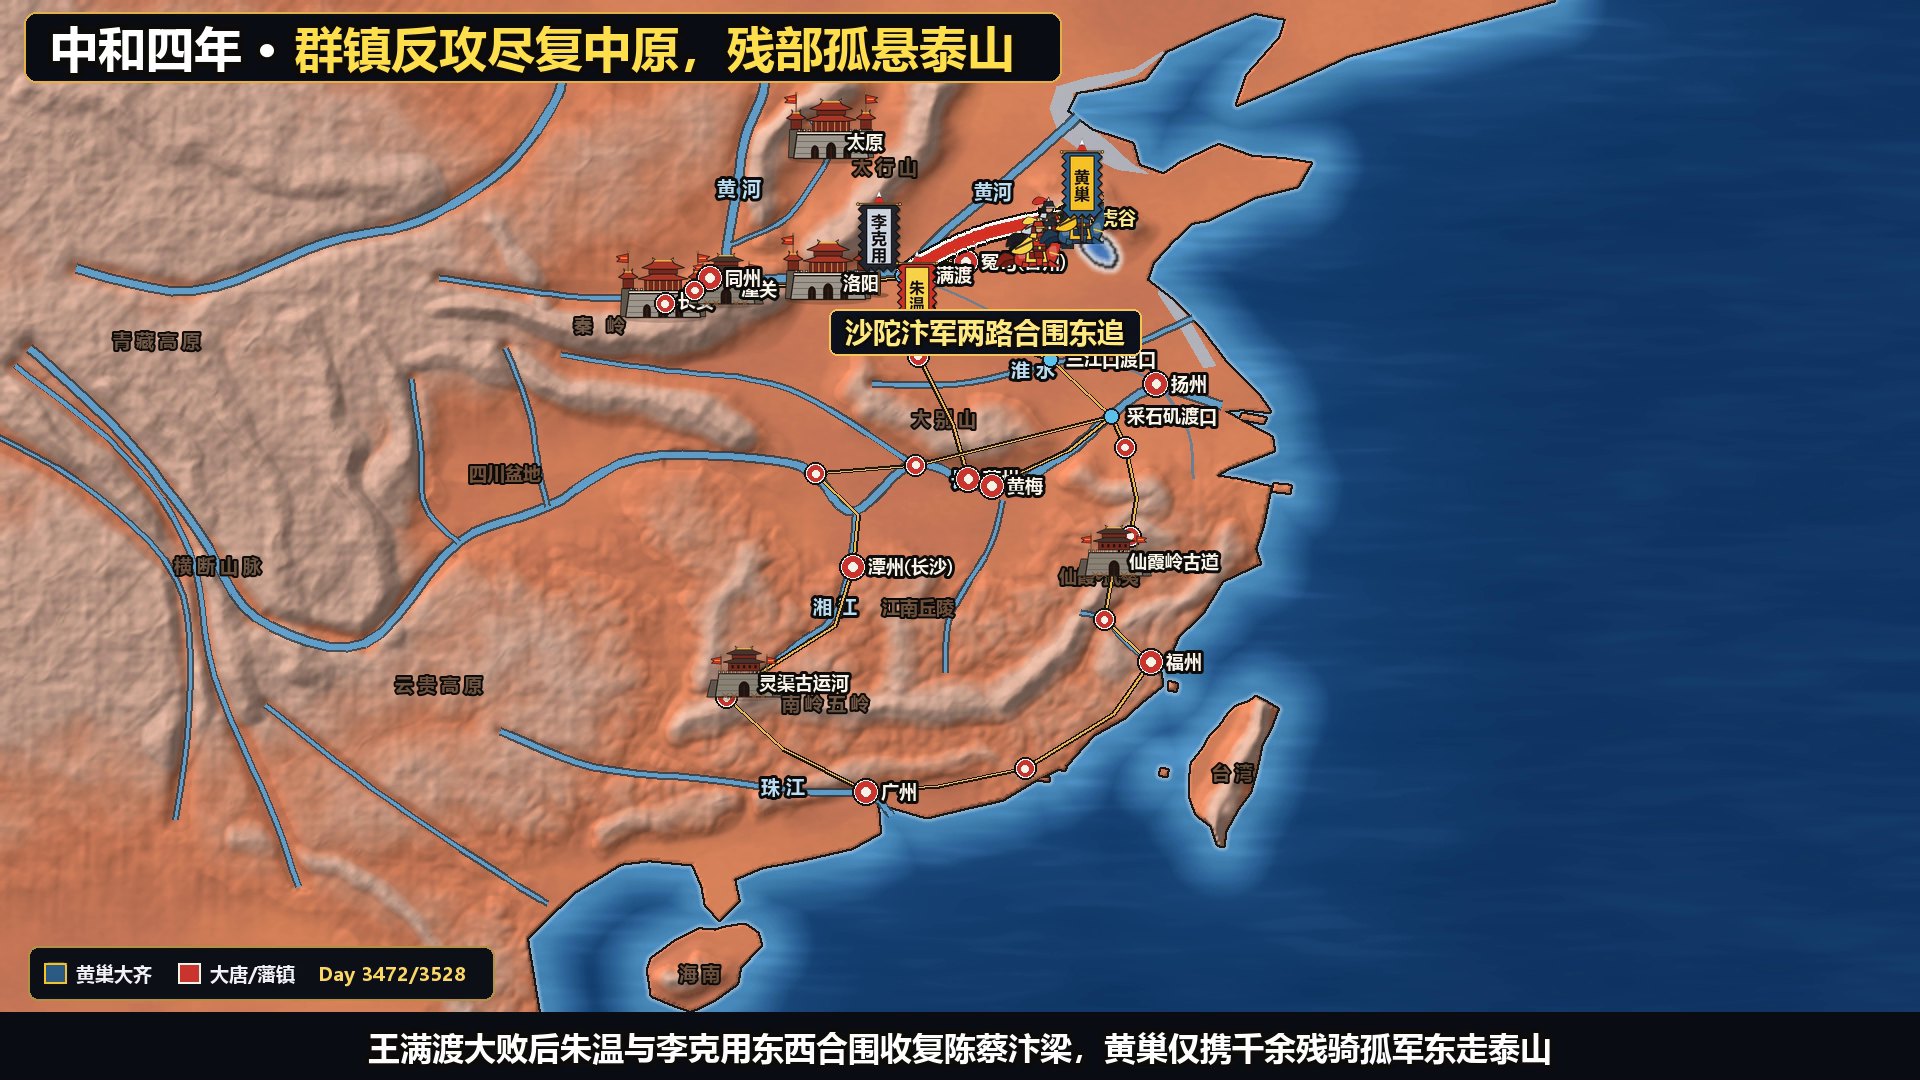 中和四年·群镇反攻尽复中原，残部孤悬泰山
太原
太行山
黄河
黄河
黄巢
虎谷
李克用
同州
洛阳
满渡
朱温
秦岭
青藏高原
沙陀汴军两路合围东追
淮水
扬州
大别山
采石矶渡口
四川盆地
黄梅
横断山脉
潭州(长沙)
仙霞岭古道
湘江
江南丘陵
云贵高原
灵渠古运河
南岭五岭
福州
珠江
广州
台湾
海南
黄巢大齐
大唐/藩镇
Day 3472/3528
王满渡大败后朱温与李克用东西合围收复陈蔡汴梁，黄巢仅携千余残骑孤军东走泰山